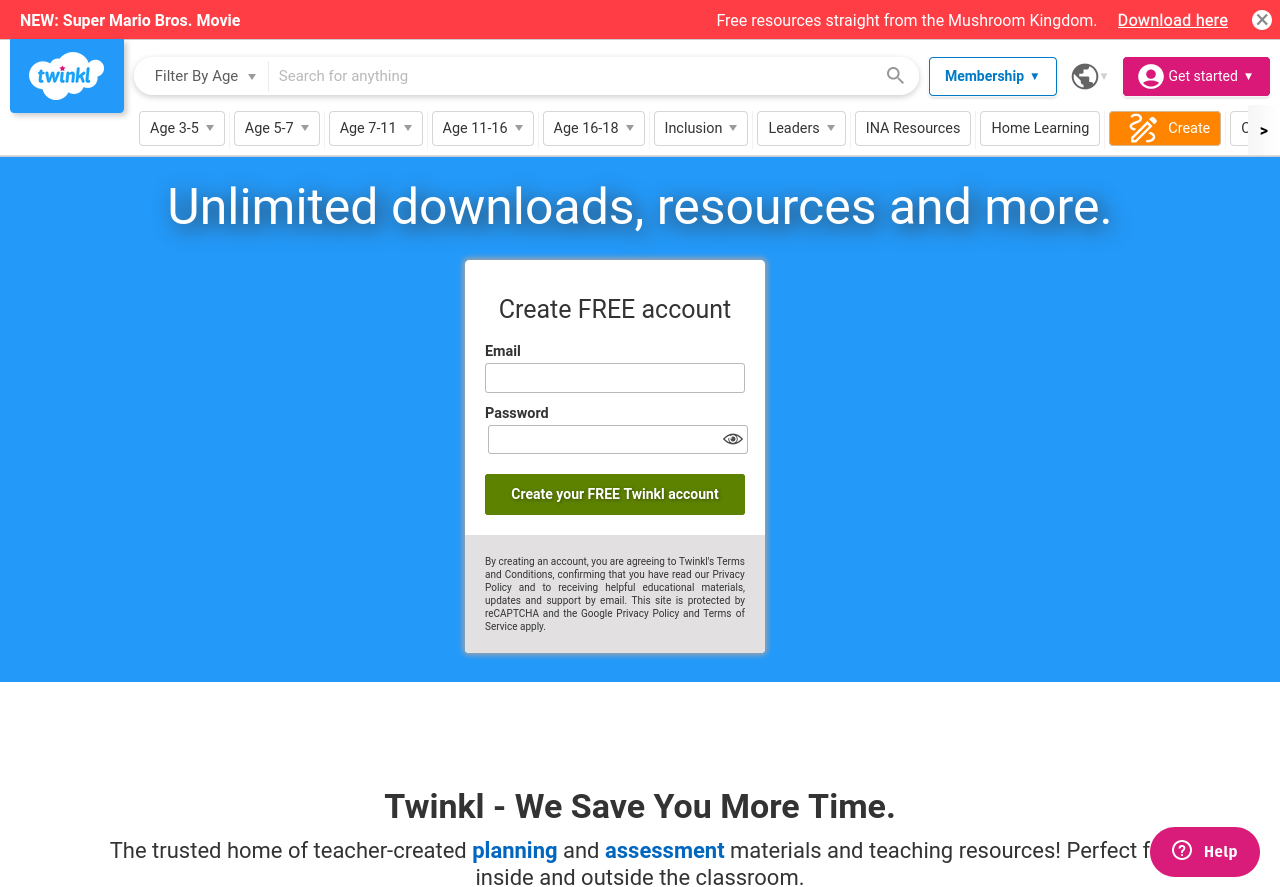 NEW: Super Mario Bros. Movie
Free resources straight from the Mushroom Kingdom. Download here
twinkl
Filter By Age
Search for anything
Membership ▼
Get started ▼
Age 3-5
Age 5-7
Age 7-11
Age 11-16
Age 16-18
Inclusion
Leaders
INA Resources
Home Learning
Create
>
Unlimited downloads, resources and more.
Create FREE account
Email
Password
Create your FREE Twinkl account
By creating an account, you are agreeing to Twinkl's Terms
and Conditions, confirming that you have read our Privacy
Policy and to receiving helpful educational materials,
updates and support by email. This site is protected by
reCAPTCHA and the Google Privacy Policy and Terms of
Service apply.
Twinkl - We Save You More Time.
The trusted home of teacher-created planning and assessment materials and teaching resources! Perfect
inside and outside the classroom.
Help